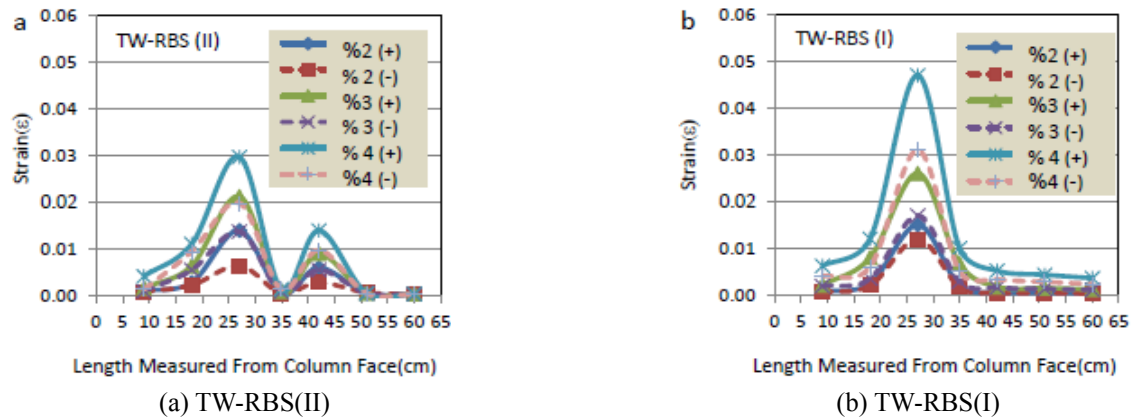 a
0.06
0.05
0.04
0.03
0.02
0.01
0.00
Strain(ε)
TW-RBS (II)
%2 (+)
% 2 (-)
%3 (+)
% 3 (-)
% 4 (+)
%4 (-)
0 5 10 15 20 25 30 35 40 45 50 55 60 65
Length Measured From Column Face(cm)
(a) TW-RBS(II)
b
0.06
0.05
0.04
0.03
0.02
0.01
0.00
Strain(ε)
TW-RBS (I)
%2 (+)
% 2 (-)
%3 (+)
% 3 (-)
% 4 (+)
%4 (-)
0 5 10 15 20 25 30 35 40 45 50 55 60 65
Length Measured From Column Face(cm)
(b) TW-RBS(I)